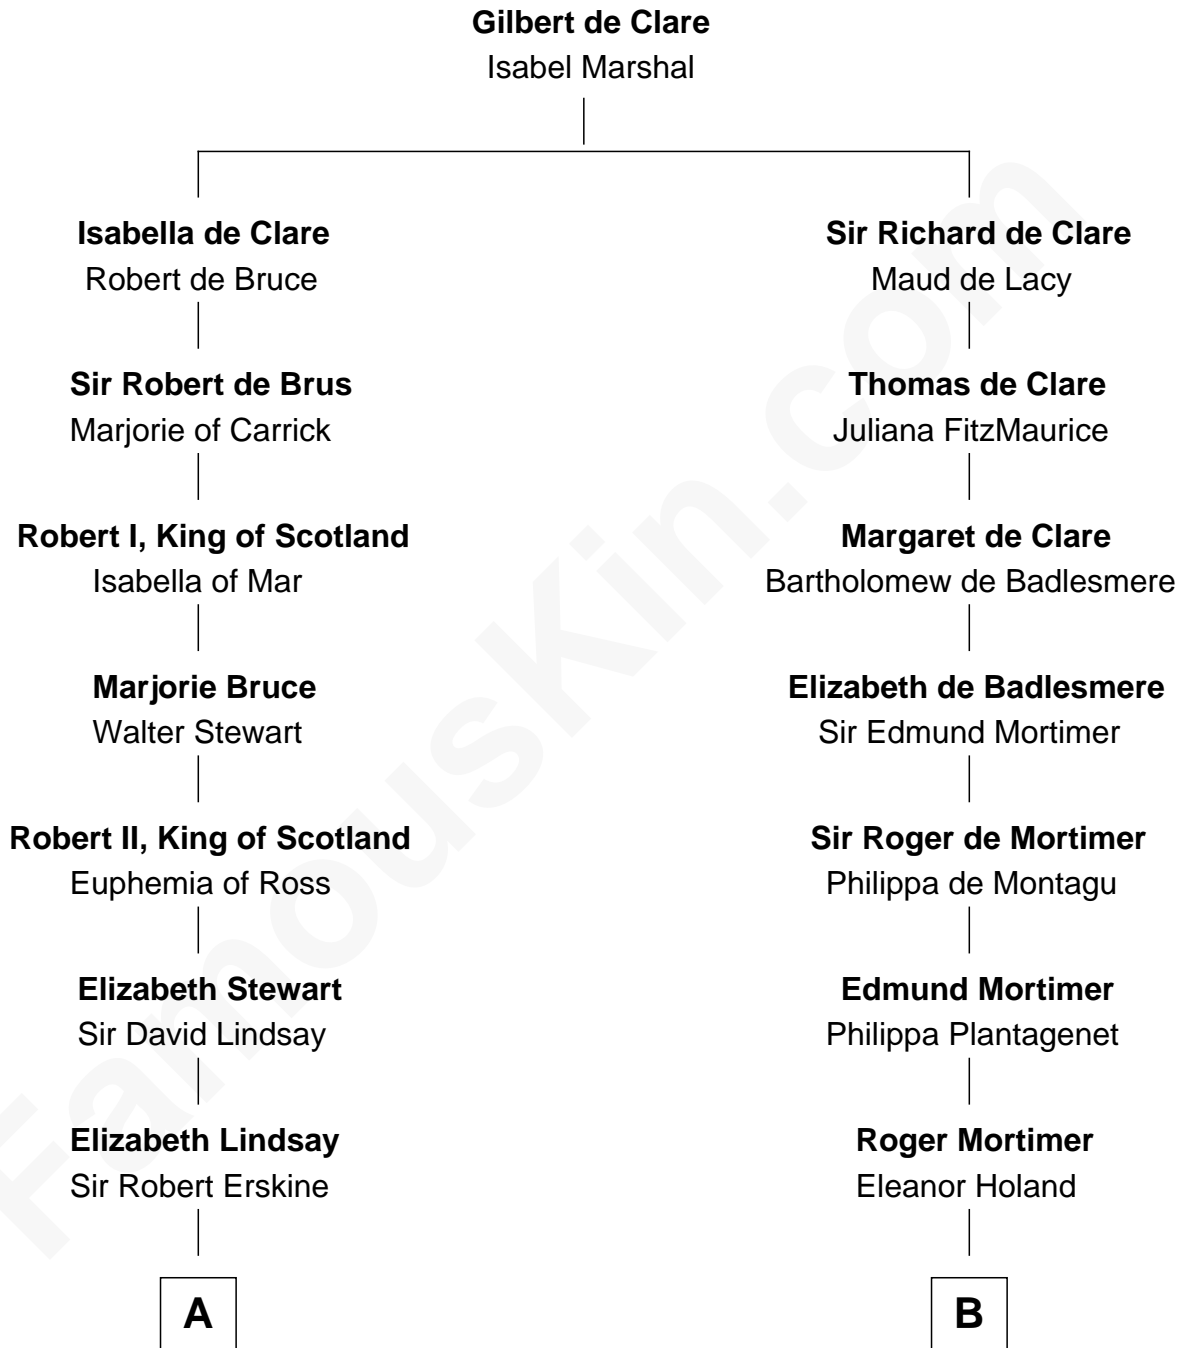 Gilbert de Clare
Isabel Marshal
Isabella de Clare
Robert de Bruce
Sir Robert de Brus
Marjorie of Carrick
Robert I, King of Scotland
Isabella of Mar
Marjorie Bruce
Walter Stewart
Robert II, King of Scotland
Euphemia of Ross
Elizabeth Stewart
Sir David Lindsay
Elizabeth Lindsay
Sir Robert Erskine
A
Sir Richard de Clare
Maud de Lacy
Thomas de Clare
Juliana FitzMaurice
Margaret de Clare
Bartholomew de Badlesmere
Elizabeth de Badlesmere
Sir Edmund Mortimer
Sir Roger de Mortimer
Philippa de Montagu
Edmund Mortimer
Philippa Plantagenet
Roger Mortimer
Eleanor Holand
B
FamousKin.com